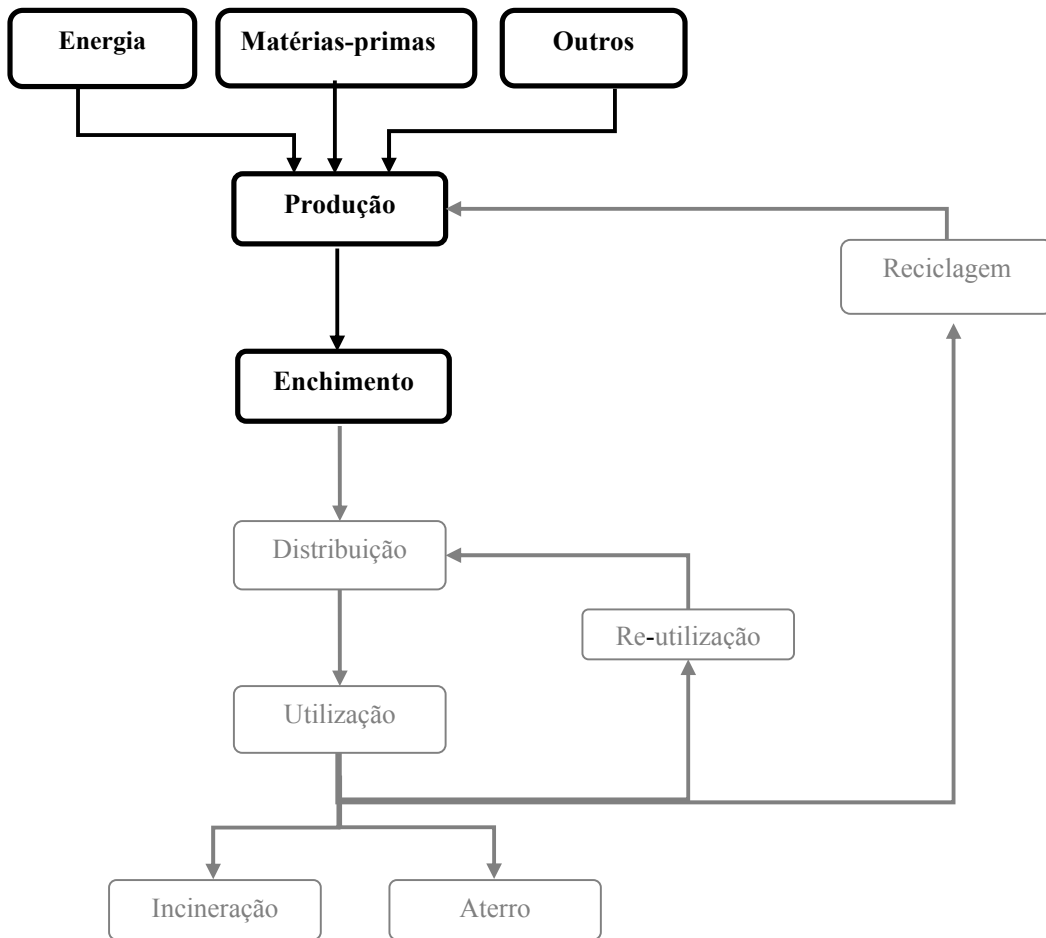 Energia
Matérias-primas
Outros
Produção
Reciclagem
Enchimento
Distribuição
Re-utilização
Utilização
Incineração
Aterro